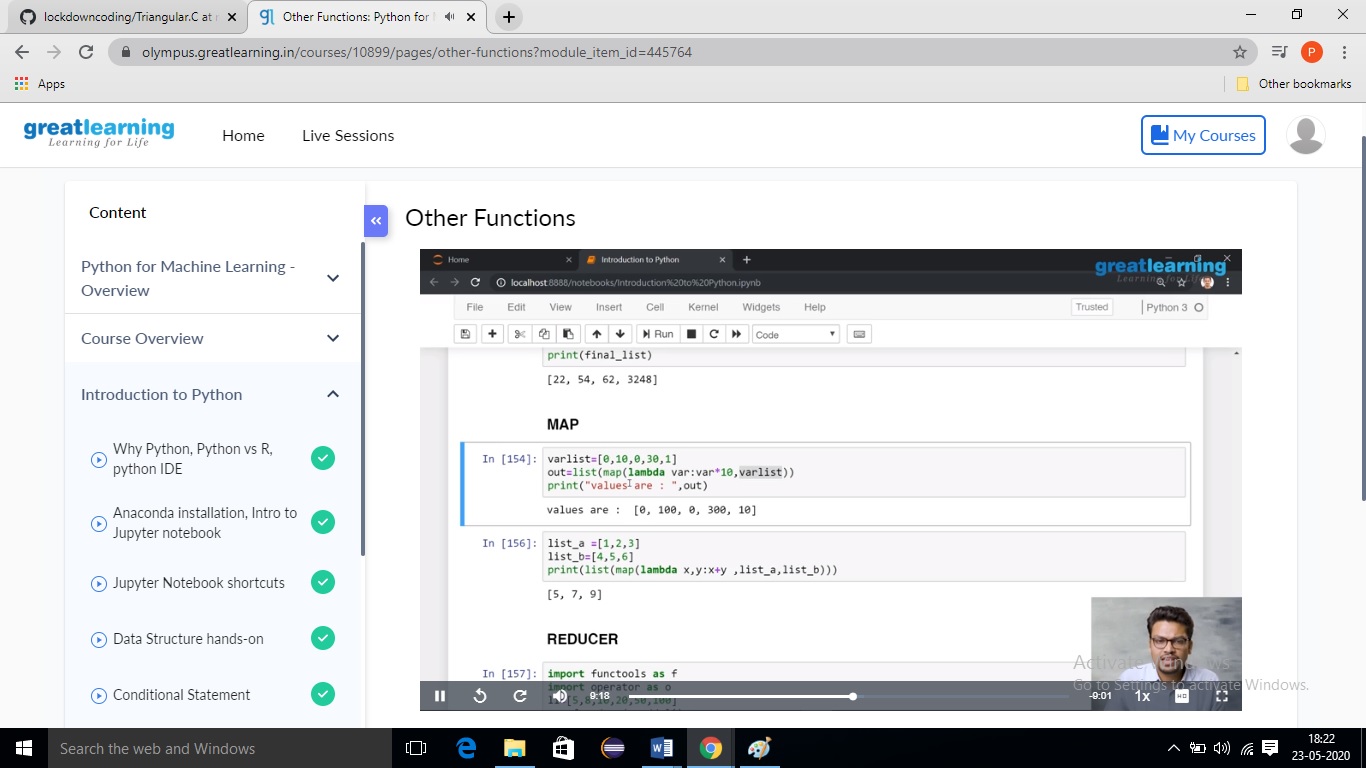 lockdowncoding/Triangular.C at
Other Functions: Python for
olympus.greatlearning.in/courses/10899/pages/other-functions?module_item_id=445764
P
Apps
Other bookmarks
greatlearning
Learning for Life
Home
Live Sessions
My Courses
Content
Python for Machine Learning -
Overview
Course Overview
Introduction to Python
Why Python, Python vs R,
python IDE
Anaconda installation, Intro to
Jupyter notebook
Jupyter Notebook shortcuts
Data Structure hands-on
Conditional Statement
Other Functions
Home
Introduction to Python
greatlearning
Learning for Life
localhost:8888/notebooks/Introduction%20to%20Python.ipynb
File Edit View Insert Cell Kernel Widgets Help
Trusted
Python 3
Run
Code
print(final_list)
[22, 54, 62, 3248]
MAP
In [154]: varlist=[0,10,0,30,1]
out=list(map(lambda var:var*10,varlist))
print("values are : ",out)
values are :  [0, 100, 0, 300, 10]
In [156]: list_a =[1,2,3]
list_b=[4,5,6]
print(list(map(lambda x,y:x+y ,list_a,list_b)))
[5, 7, 9]
REDUCER
In [157]: import functools as f
import operator as o
9:18
-9:01
1x
HD
Activate Windows
Go to Settings to activate Windows.
Search the web and Windows
18:22
23-05-2020